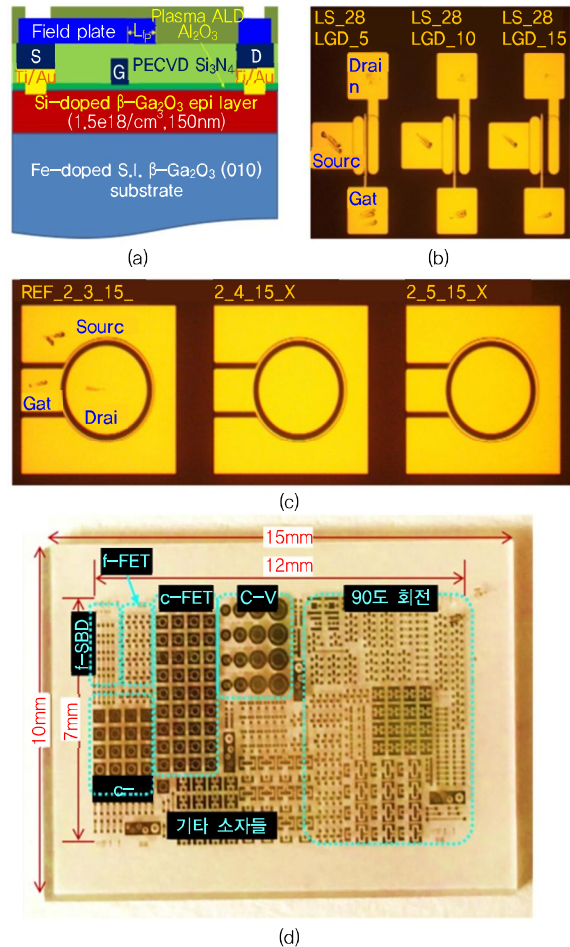 Plasma ALD
Field plate Lfp Al2O3
S D
G PECVD Si3N4
Ti/Au Ti/Au
Si-doped β-Ga2O3 epi layer
(1.5e18/cm3,150nm)
Fe-doped S.I. β-Ga2O3 (010)
substrate
(a)
LS_28 LS_28 LS_28
LGD_5 LGD_10 LGD_15
Drai
n
Sourc
Gat
(b)
REF_2_3_15_ 2_4_15_X 2_5_15_X
Sourc
Gat
Drai
(c)
15mm
f-FET
12mm
c-FET C-V 90도 회전
f-SBD
10mm
7mm
c-
기타 소자들
(d)